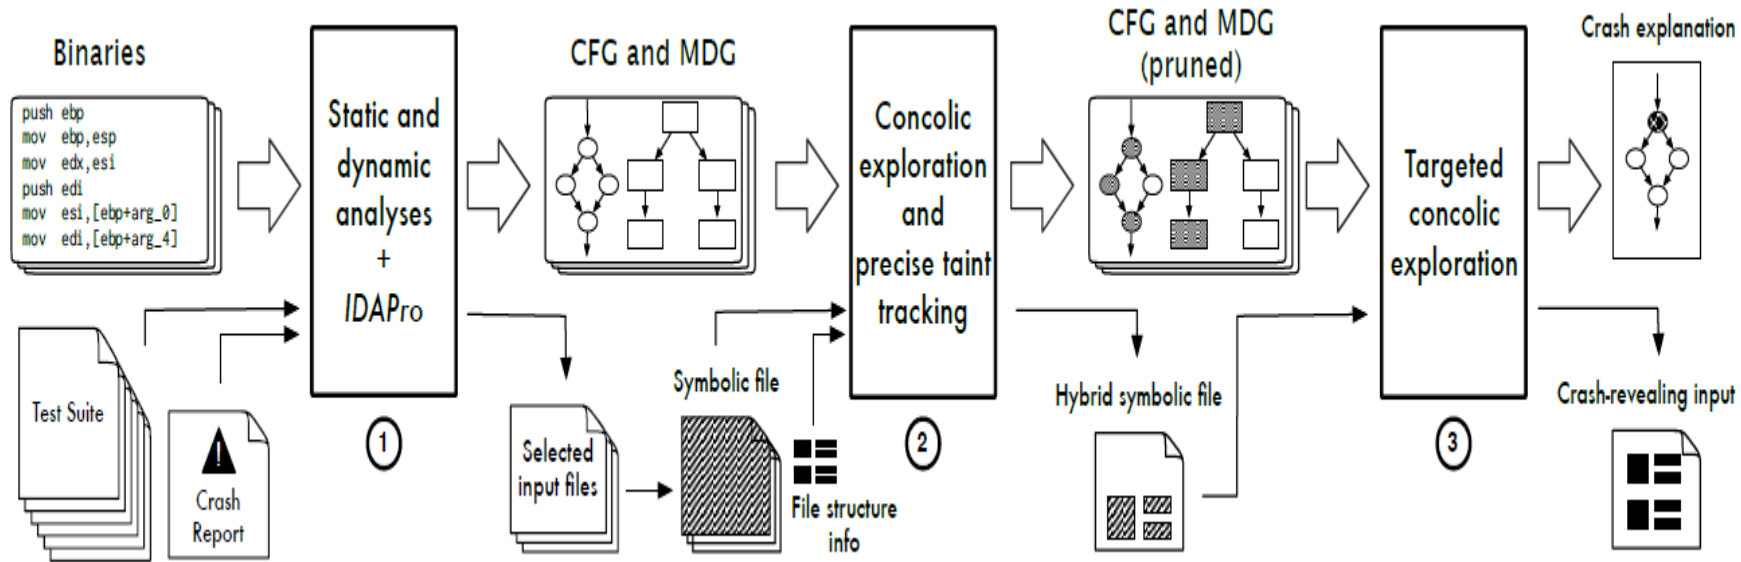 Binaries
push ebp
mov ebp,esp
mov edx,esi
push edi
mov esi,[ebp+arg_0]
mov edi,[ebp+arg_4]
Test Suite
!
Crash
Report
Static and
dynamic
analyses
+
IDAPro
1
CFG and MDG
Selected
input files
Symbolic file
File structure
info
Concolic
exploration
and
precise taint
tracking
2
CFG and MDG
(pruned)
Hybrid symbolic file
Targeted
concolic
exploration
3
Crash explanation
Crash-revealing input